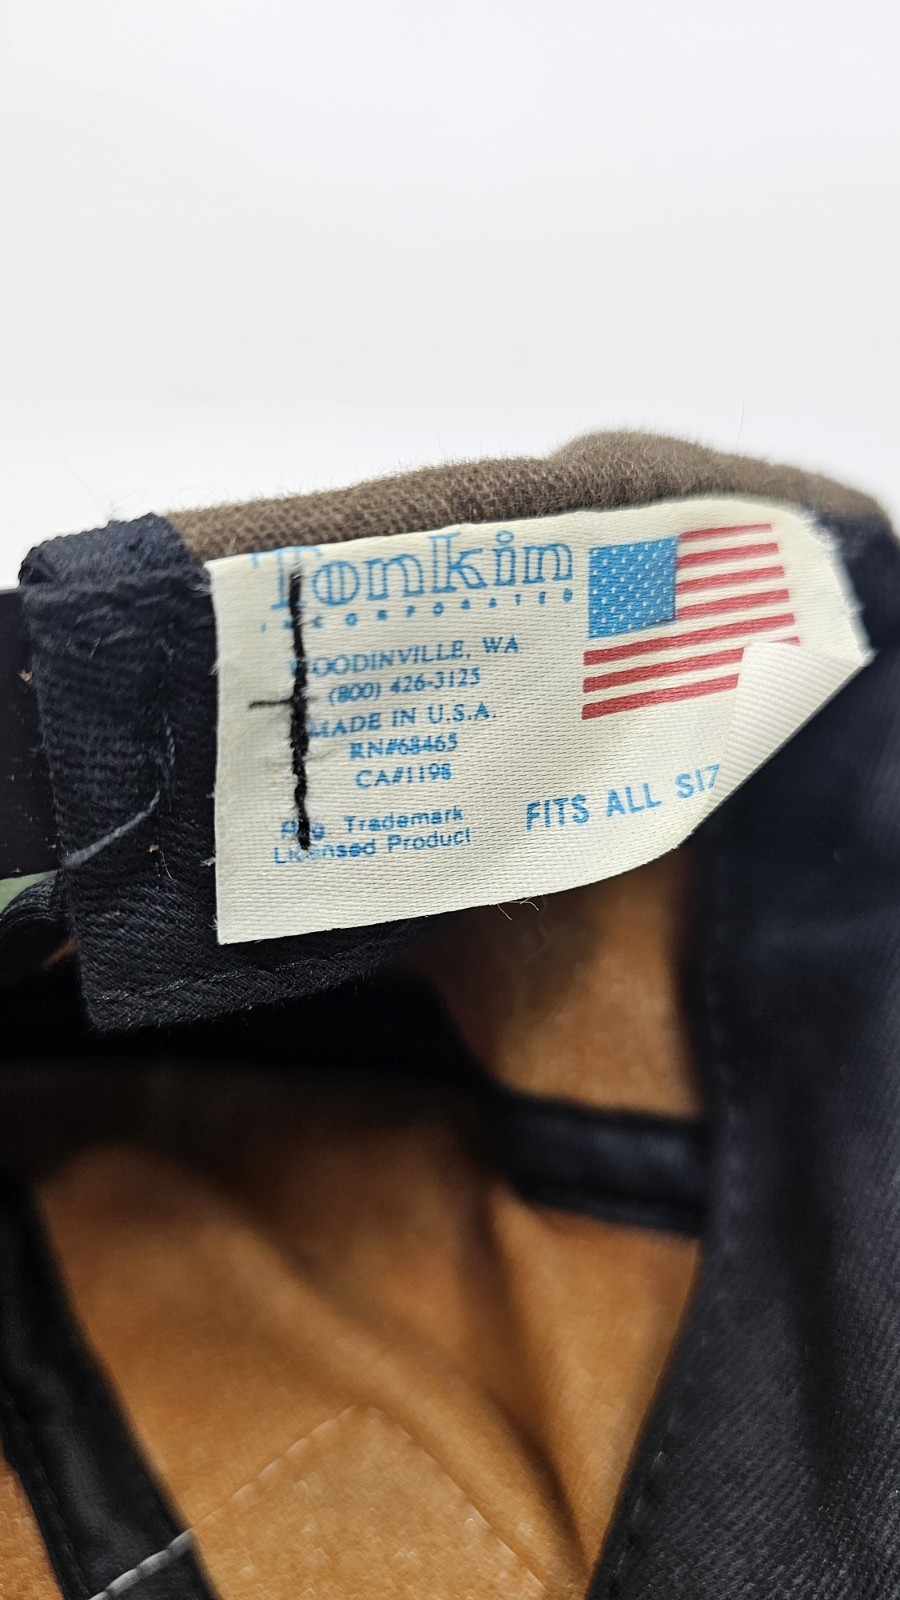 Tonkin
INCORPORATED
WOODINVILLE, WA
(800) 426-3125
MADE IN U.S.A.
RN#68465
CA#1198
Reg Trademark
Licensed Product
FITS ALL SIZ